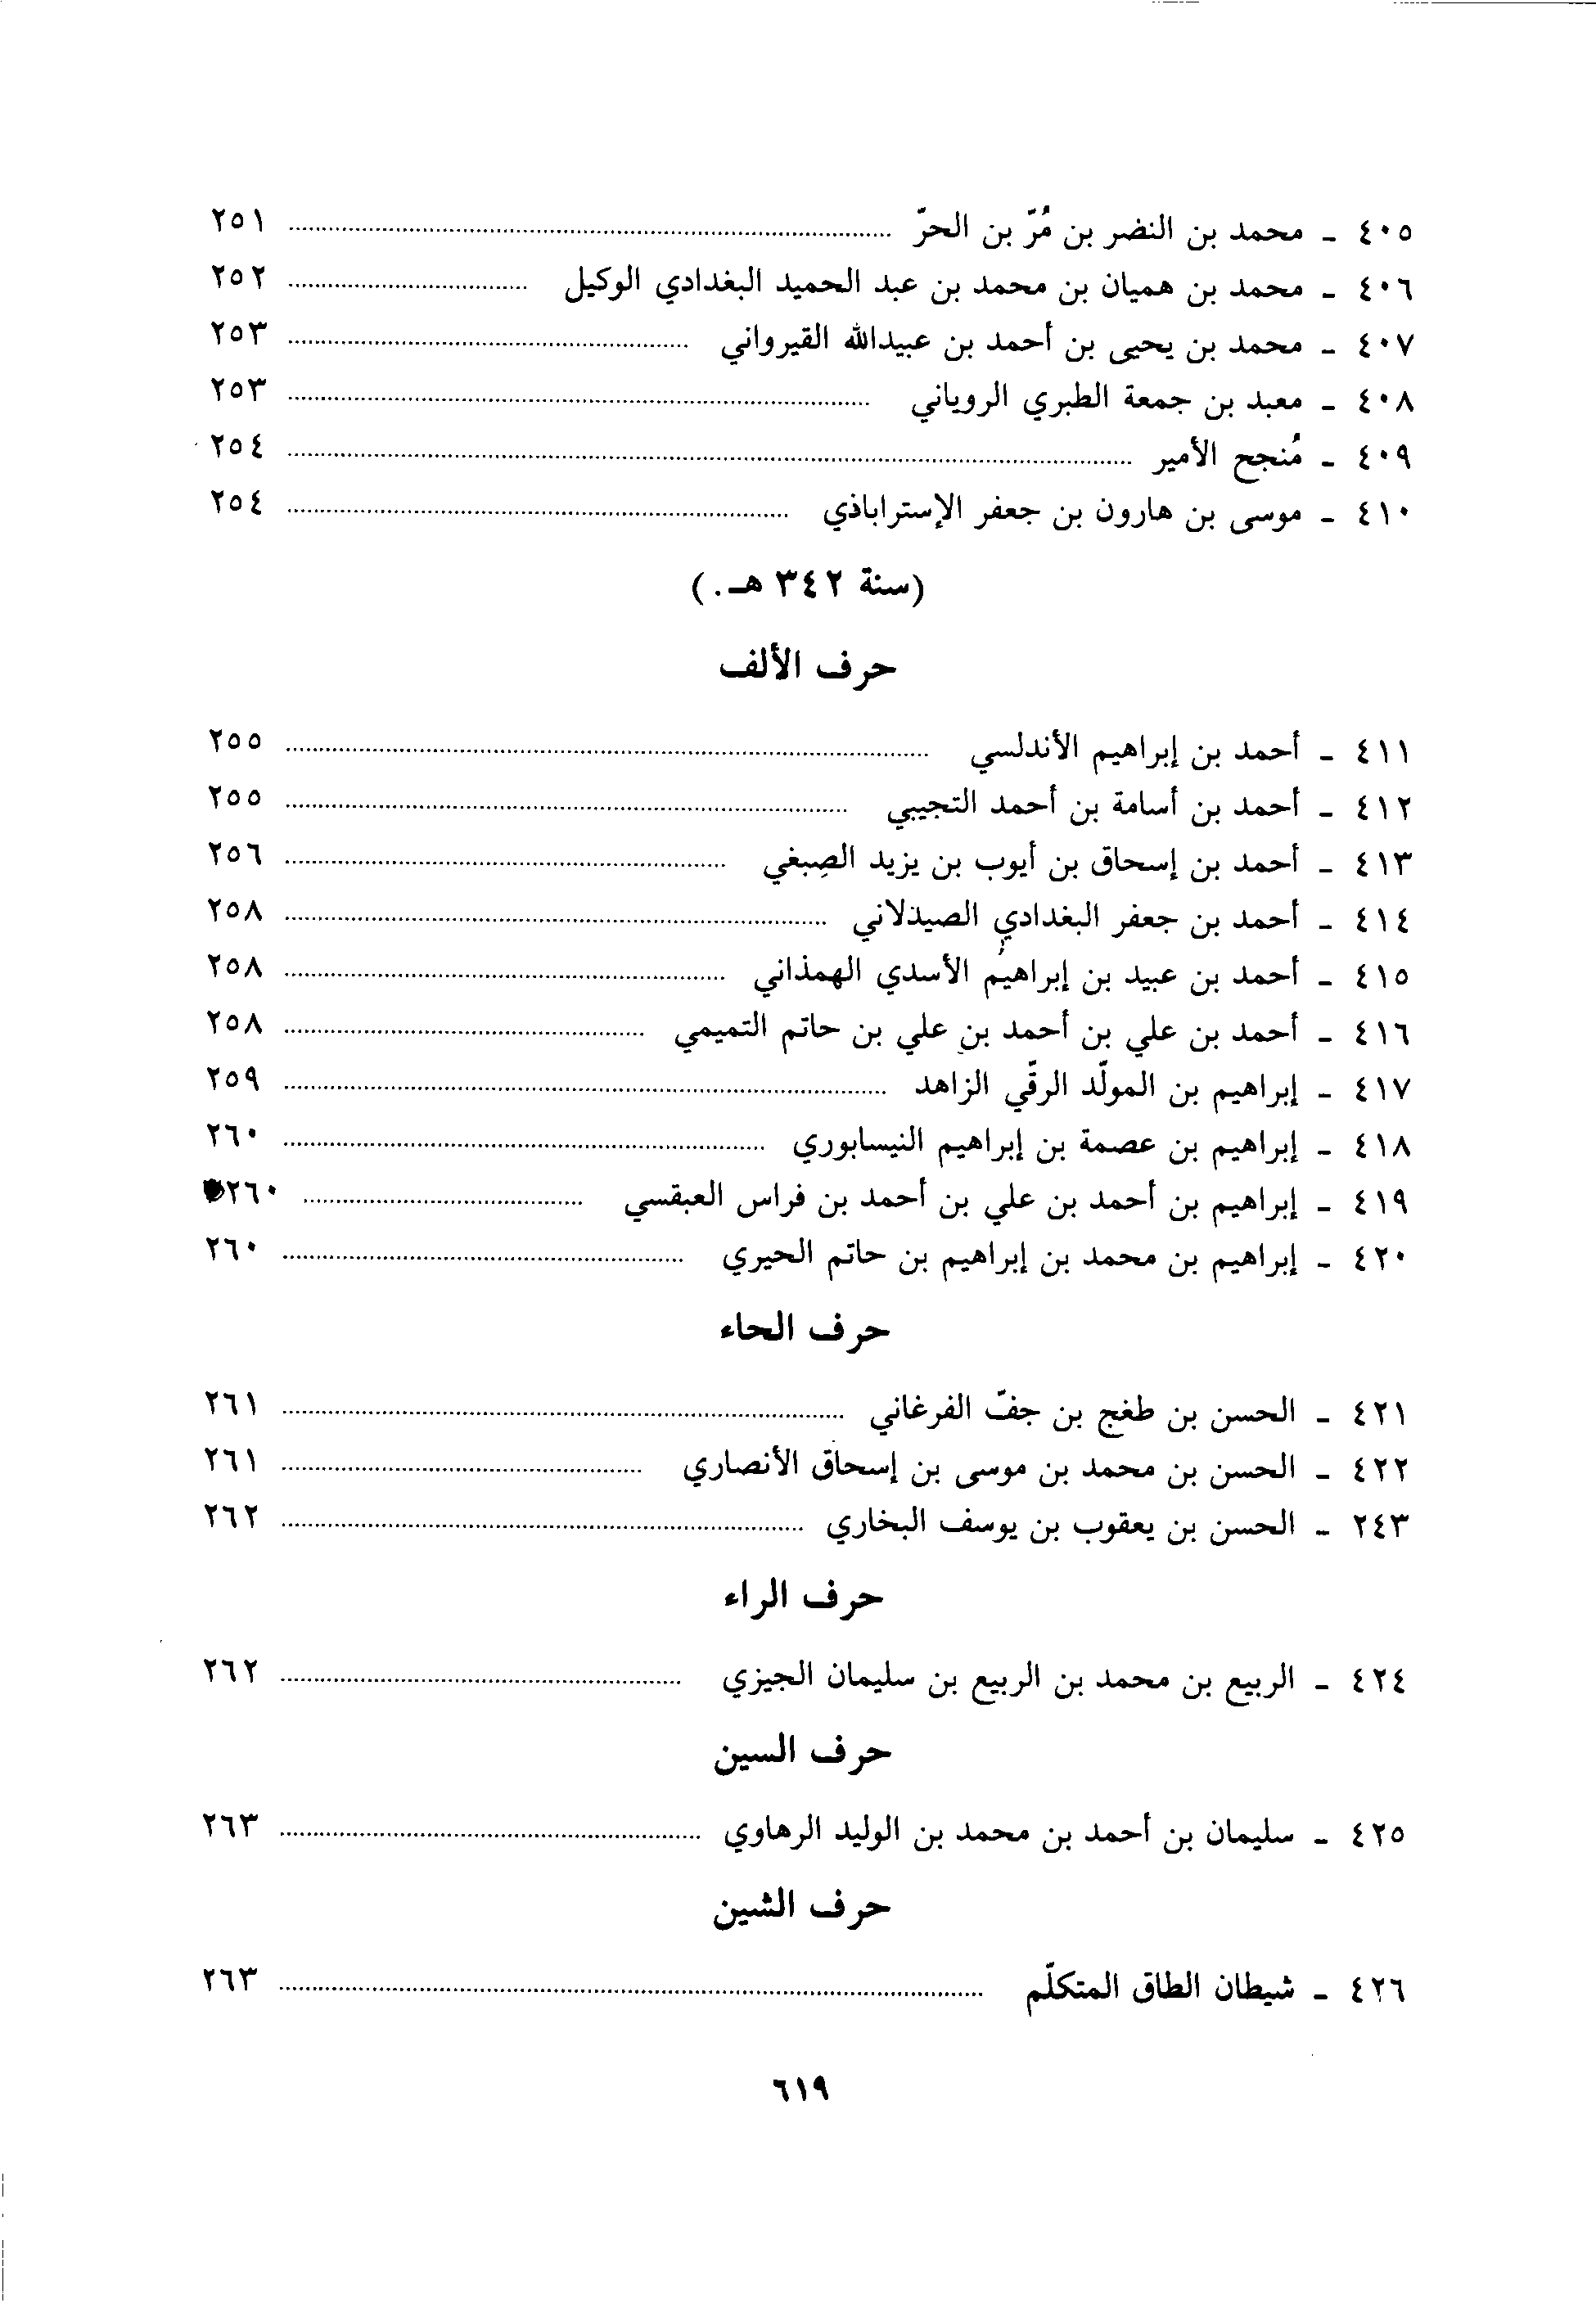 ٤٠٥ - محمد بن النضر بن مُرّ بن الحرّ ........ ٢٥١
٤٠٦ - محمد بن هميان بن محمد بن عبد الحميد البغدادي الوكيل ........ ٢٥٢
٤٠٧ - محمد بن يحيى بن أحمد بن عبيدالله القيرواني ........ ٢٥٣
٤٠٨ - معبد بن جمعة الطبري الروياني ........ ٢٥٣
٤٠٩ - مُنجح الأمير ........ ٢٥٤
٤١٠ - موسى بن هارون بن جعفر الإستراباذي ........ ٢٥٤
(سنة ٣٤٢ هـ.)
حرف الألف
٤١١ - أحمد بن إبراهيم الأندلسي ........ ٢٥٥
٤١٢ - أحمد بن أسامة بن أحمد التجيبي ........ ٢٥٥
٤١٣ - أحمد بن إسحاق بن أيوب بن يزيد الصِبغي ........ ٢٥٦
٤١٤ - أحمد بن جعفر البغدادي الصيدلاني ........ ٢٥٨
٤١٥ - أحمد بن عبيد بن إبراهيم الأسدي الهمذاني ........ ٢٥٨
٤١٦ - أحمد بن علي بن أحمد بن علي بن حاتم التميمي ........ ٢٥٨
٤١٧ - إبراهيم بن المولّد الرقّي الزاهد ........ ٢٥٩
٤١٨ - إبراهيم بن عصمة بن إبراهيم النيسابوري ........ ٢٦٠
٤١٩ - إبراهيم بن أحمد بن علي بن أحمد بن فراس العبقسي ........ ٢٦٠
٤٢٠ - إبراهيم بن محمد بن إبراهيم بن حاتم الحيري ........ ٢٦٠
حرف الحاء
٤٢١ - الحسن بن طغج بن جفّ الفرغاني ........ ٢٦١
٤٢٢ - الحسن بن محمد بن موسى بن إسحاق الأنصاري ........ ٢٦١
٢٤٣ - الحسن بن يعقوب بن يوسف البخاري ........ ٢٦٢
حرف الراء
٤٢٤ - الربيع بن محمد بن الربيع بن سليمان الجيزي ........ ٢٦٢
حرف السين
٤٢٥ - سليمان بن أحمد بن محمد بن الوليد الرهاوي ........ ٢٦٣
حرف الشين
٤٢٦ - شيطان الطاق المتكلّم ........ ٢٦٣
٦١٩